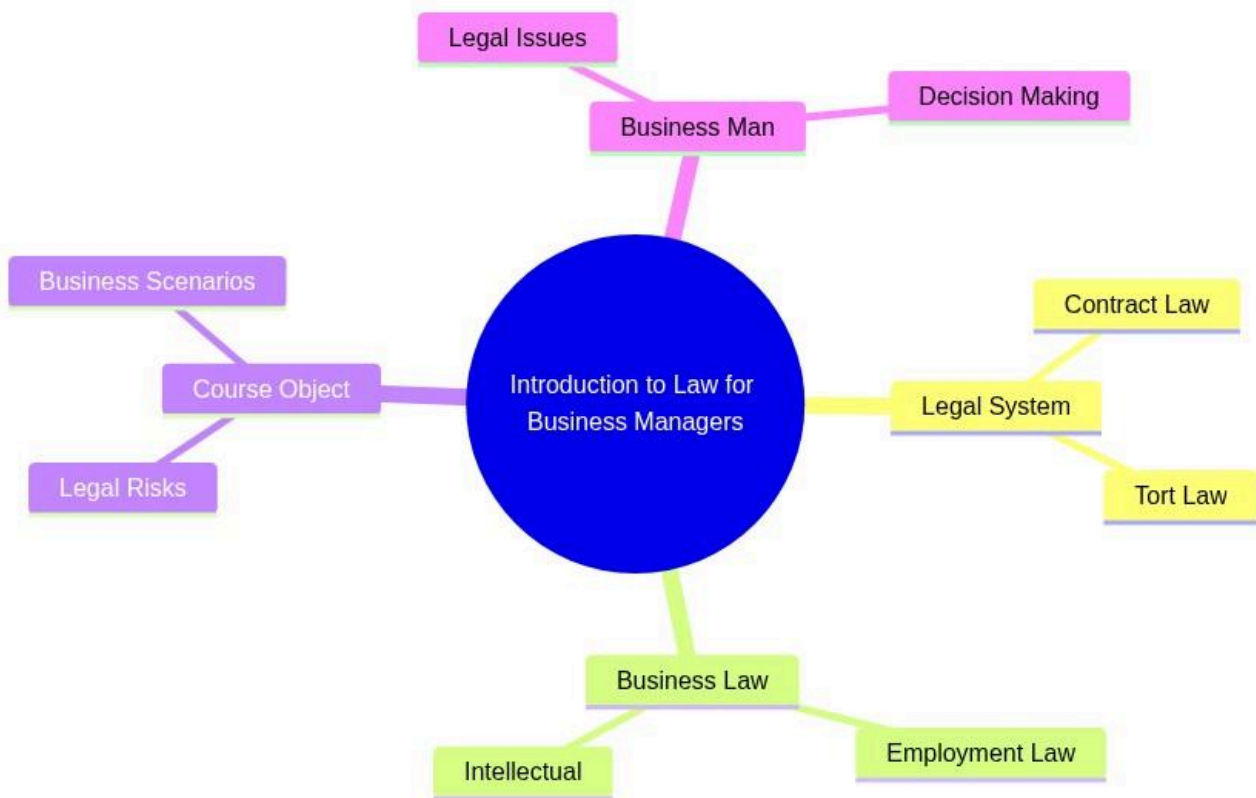 Legal Issues
Decision Making
Business Man
Business Scenarios
Contract Law
Course Object
Introduction to Law for
Business Managers
Legal System
Legal Risks
Tort Law
Business Law
Employment Law
Intellectual